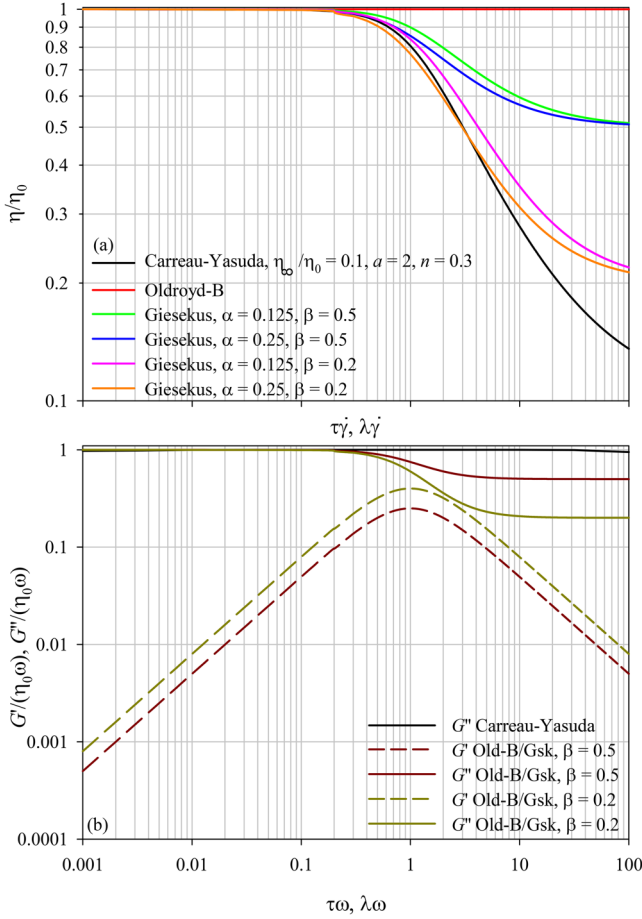 1
0.9
0.8
0.7
0.6
0.5
0.4
0.3
0.2
0.1
η/η₀
(a)
Carreau-Yasuda, η∞/η₀ = 0.1, a = 2, n = 0.3
Oldroyd-B
Giesekus, α = 0.125, β = 0.5
Giesekus, α = 0.25, β = 0.5
Giesekus, α = 0.125, β = 0.2
Giesekus, α = 0.25, β = 0.2
τγ̇, λγ̇
1
0.1
0.01
0.001
0.0001
G'/(η₀ω), G"/(η₀ω)
G" Carreau-Yasuda
G' Old-B/Gsk, β = 0.5
G" Old-B/Gsk, β = 0.5
G' Old-B/Gsk, β = 0.2
G" Old-B/Gsk, β = 0.2
(b)
0.001 0.01 0.1 1 10 100
τω, λω